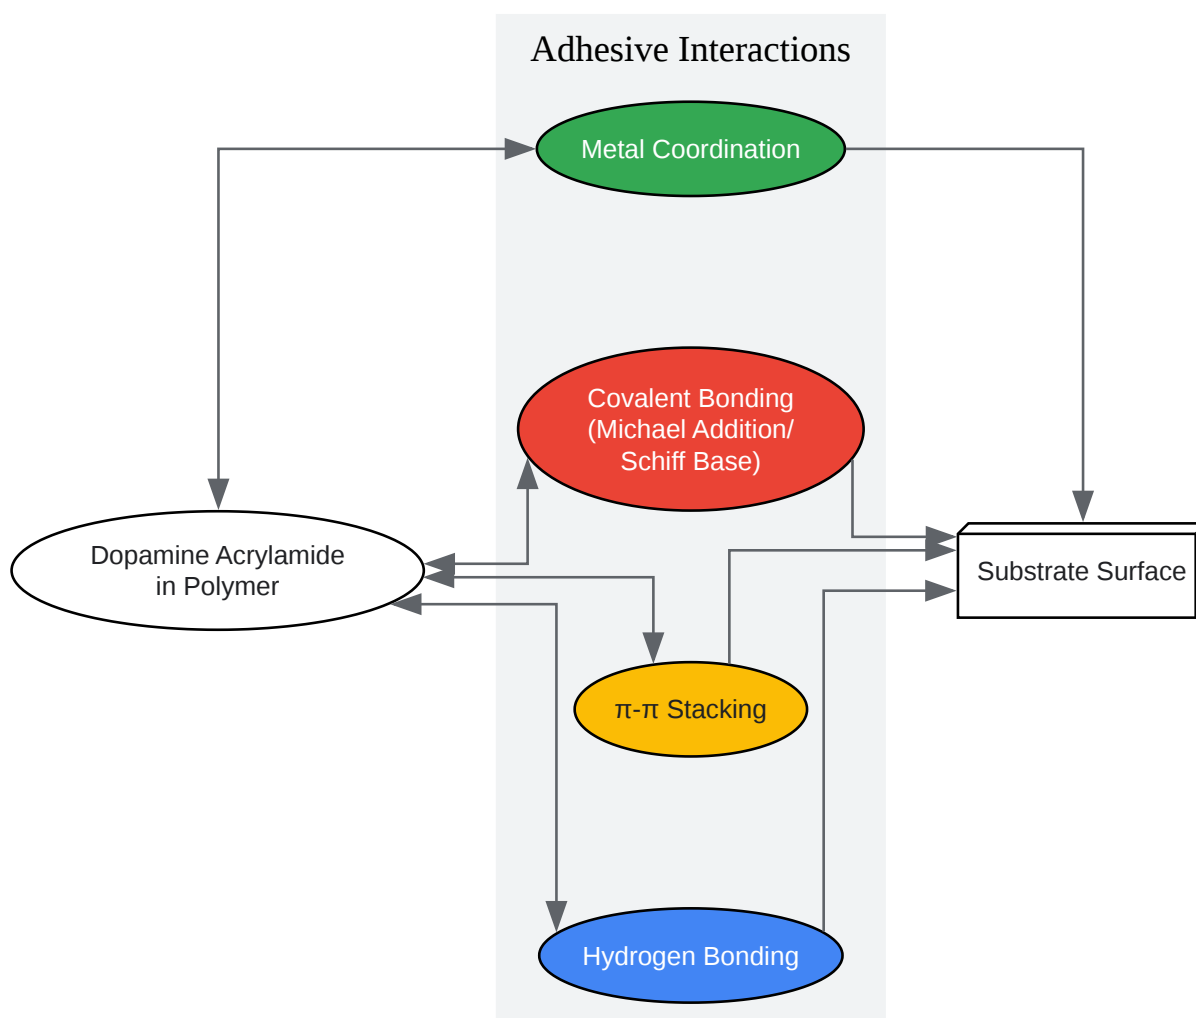 Adhesive Interactions
Metal Coordination
Covalent Bonding
(Michael Addition/
Schiff Base)
Dopamine Acrylamide
in Polymer
Substrate Surface
π-π Stacking
Hydrogen Bonding